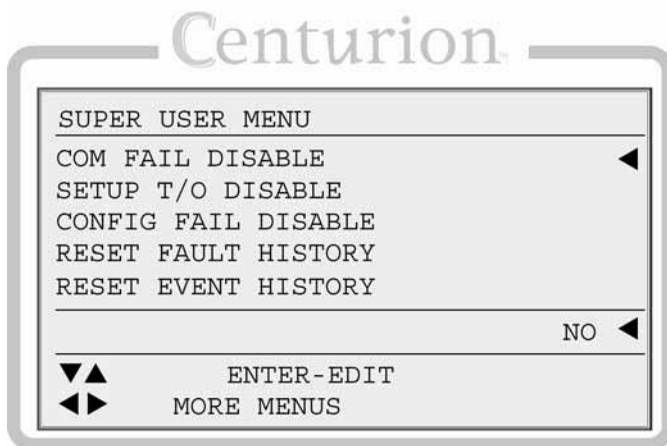 Centurion™
SUPER USER MENU
COM FAIL DISABLE ◀
SETUP T/O DISABLE
CONFIG FAIL DISABLE
RESET FAULT HISTORY
RESET EVENT HISTORY
NO ◀
▼▲ ENTER-EDIT
◀▶ MORE MENUS